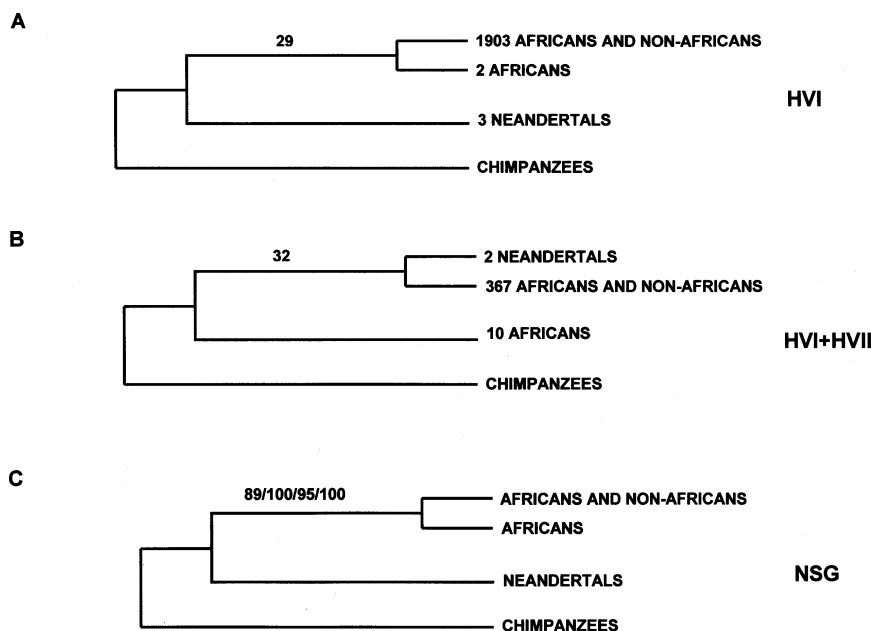 A
29
1903 AFRICANS AND NON-AFRICANS
2 AFRICANS
HVI
3 NEANDERTALS
CHIMPANZEES
B
32
2 NEANDERTALS
367 AFRICANS AND NON-AFRICANS
10 AFRICANS
HVI+HVII
CHIMPANZEES
C
89/100/95/100
AFRICANS AND NON-AFRICANS
AFRICANS
NSG
NEANDERTALS
CHIMPANZEES